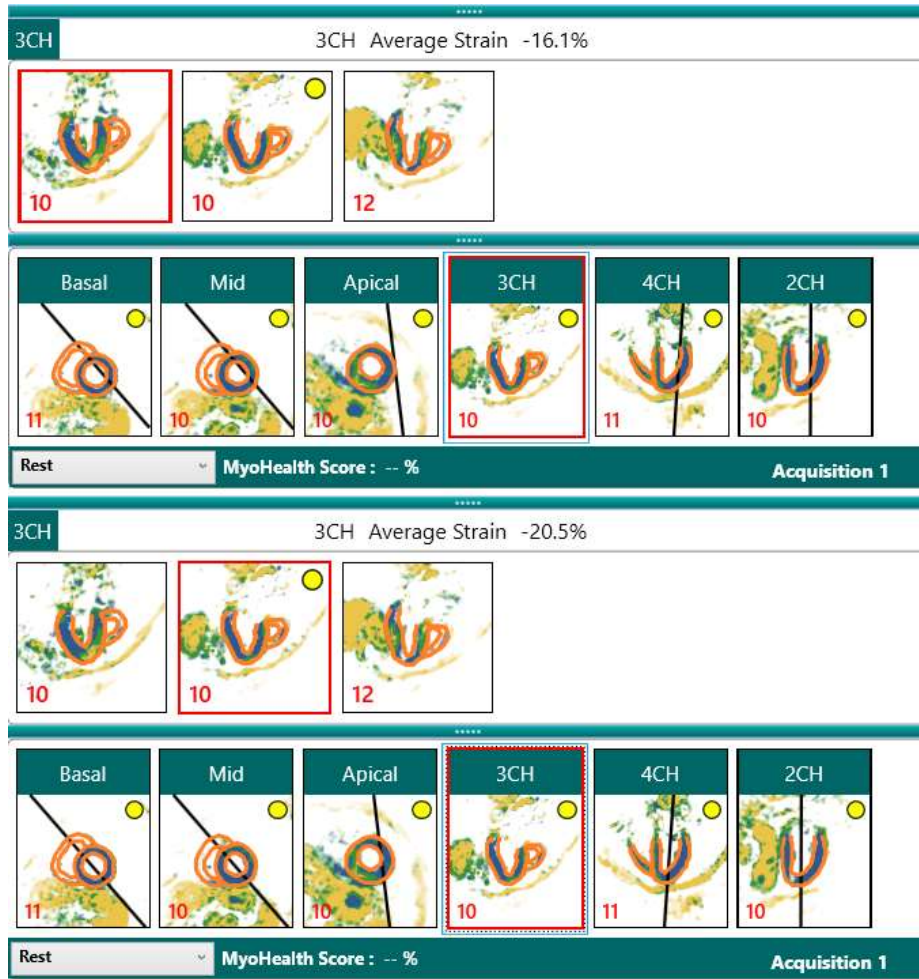 3CH 3CH Average Strain -16.1%
10 10 12
Basal Mid Apical 3CH 4CH 2CH
11 10 10 10 11 10
Rest MyoHealth Score : -- % Acquisition 1
3CH 3CH Average Strain -20.5%
10 10 12
Basal Mid Apical 3CH 4CH 2CH
11 10 10 10 11 10
Rest MyoHealth Score : -- % Acquisition 1